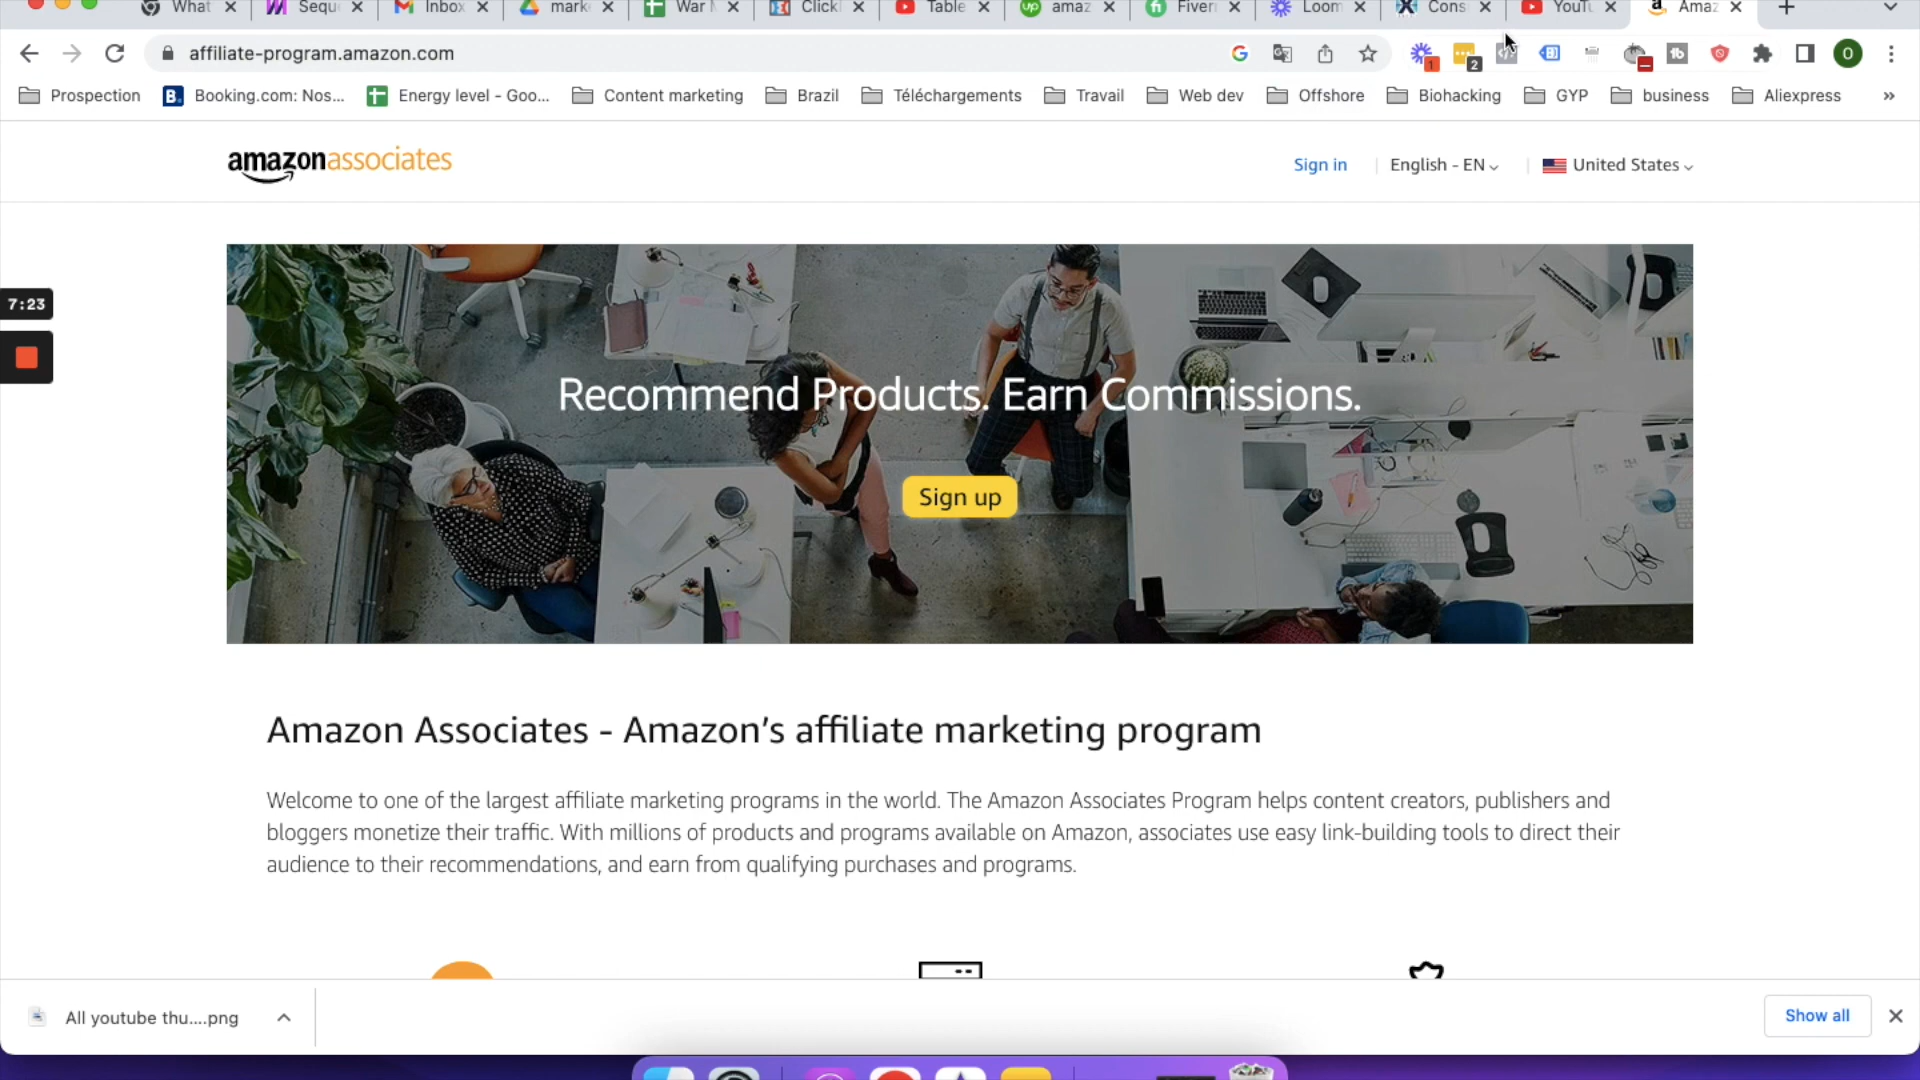 What Sequ Inbox mark War M Click Table amaz Fiverr Loom Cons YouTu Amaz
affiliate-program.amazon.com
1 2 tb O
Prospection B. Booking.com: Nos... Energy level - Goo... Content marketing Brazil Téléchargements Travail Web dev Offshore Biohacking GYP business Aliexpress »
amazonassociates
Sign in English - EN United States
7:23
Recommend Products. Earn Commissions.
Sign up
Amazon Associates - Amazon's affiliate marketing program
Welcome to one of the largest affiliate marketing programs in the world. The Amazon Associates Program helps content creators, publishers and
bloggers monetize their traffic. With millions of products and programs available on Amazon, associates use easy link-building tools to direct their
audience to their recommendations, and earn from qualifying purchases and programs.
All youtube thu....png
Show all